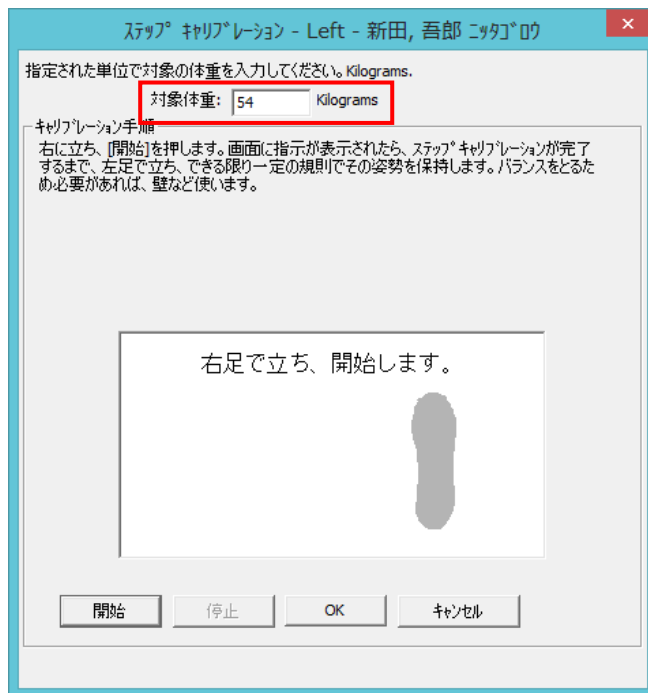 ステップ キャリブレーション - Left - 新田, 吾郎 ニッタゴロウ
指定された単位で対象の体重を入力してください。Kilograms.
対象体重: 54 Kilograms
キャリブレーション手順
右に立ち、[開始]を押します。画面に指示が表示されたら、ステップ キャリブレーションが完了
するまで、左足で立ち、できる限り一定の規則でその姿勢を保持します。バランスをとるた
め必要があれば、壁など使います。
右足で立ち、開始します。
開始 停止 OK キャンセル